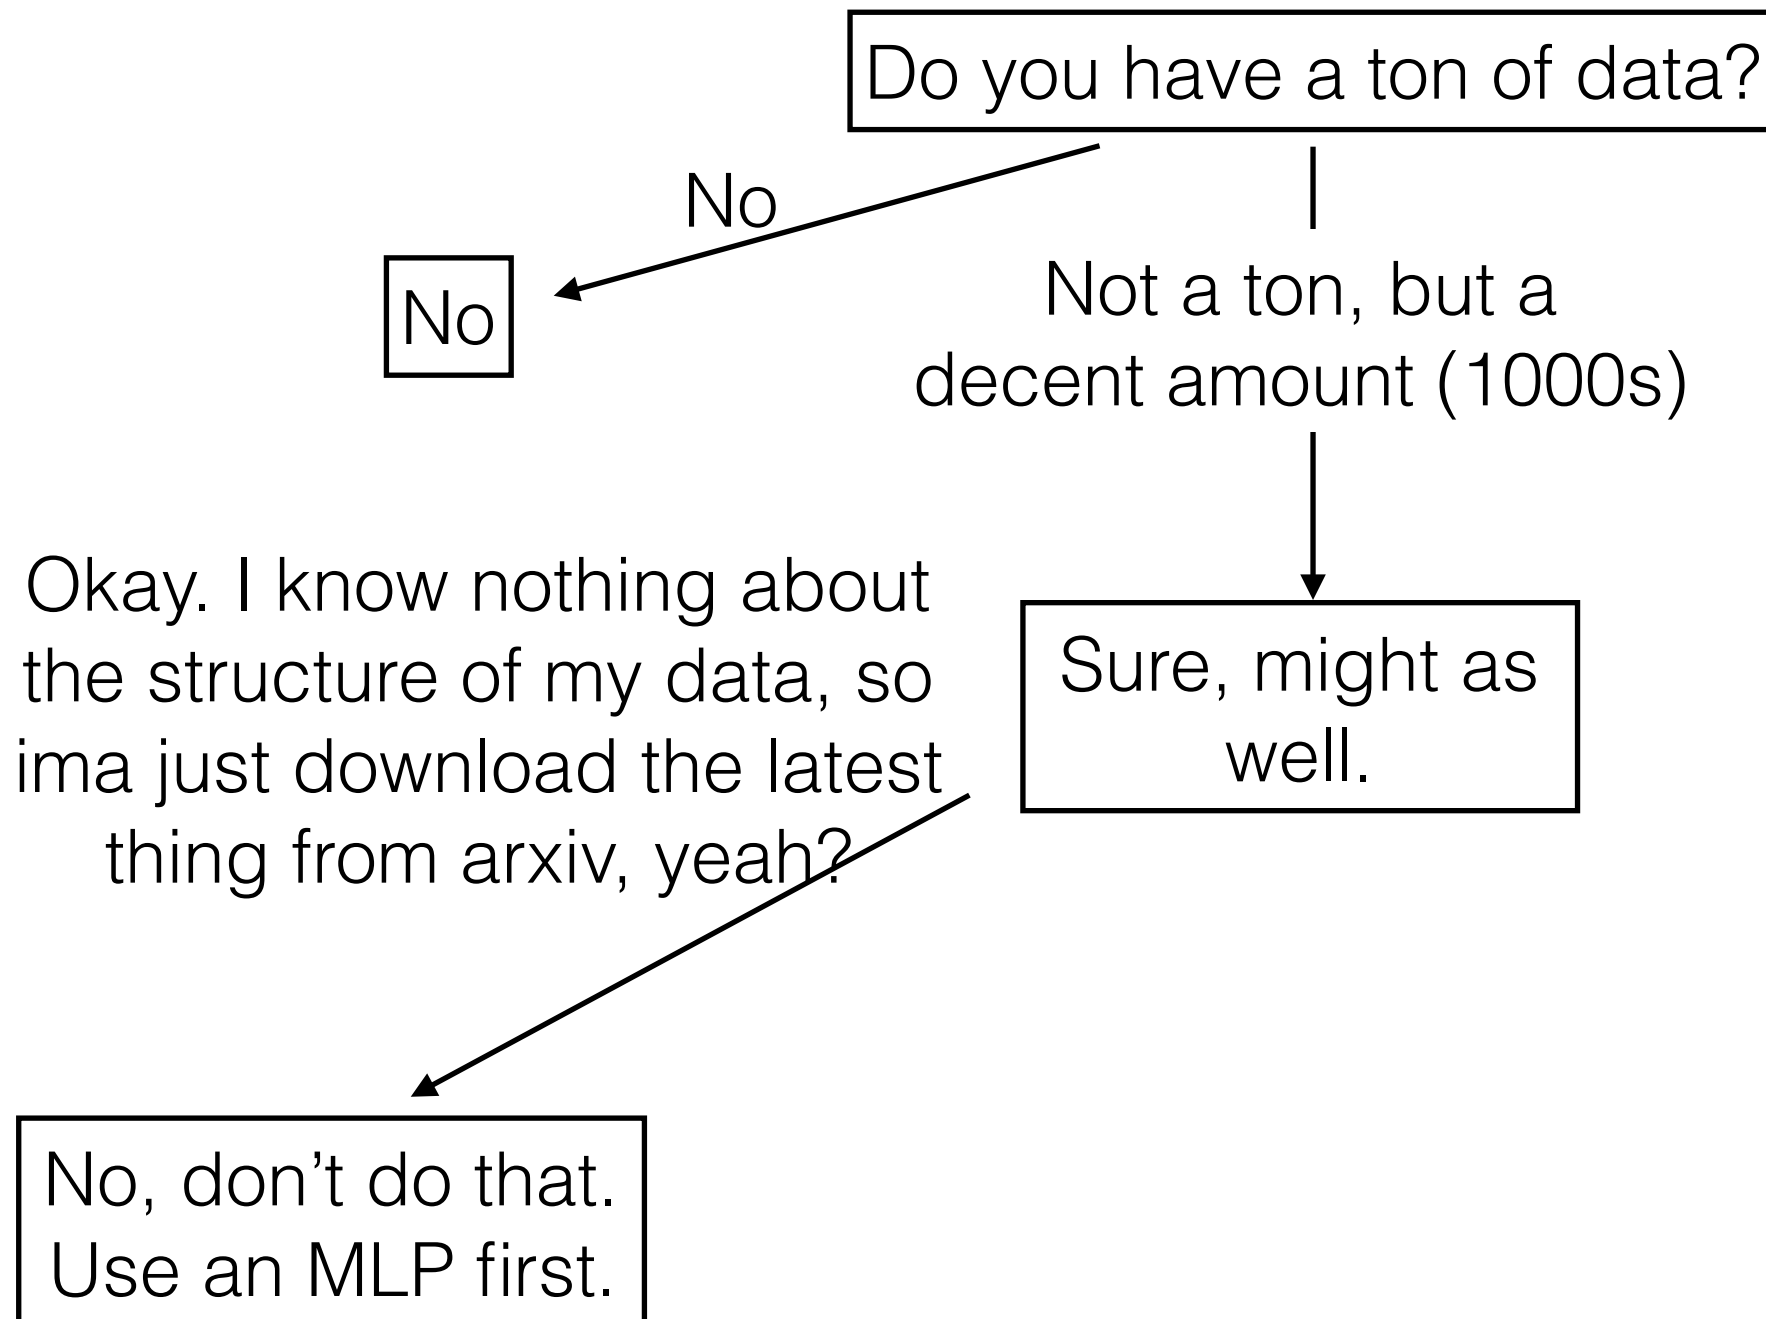 Do you have a ton of data?
No
No
Not a ton, but a
decent amount (1000s)
Okay. I know nothing about
the structure of my data, so
ima just download the latest
thing from arxiv, yeah?
Sure, might as
well.
No, don’t do that.
Use an MLP first.